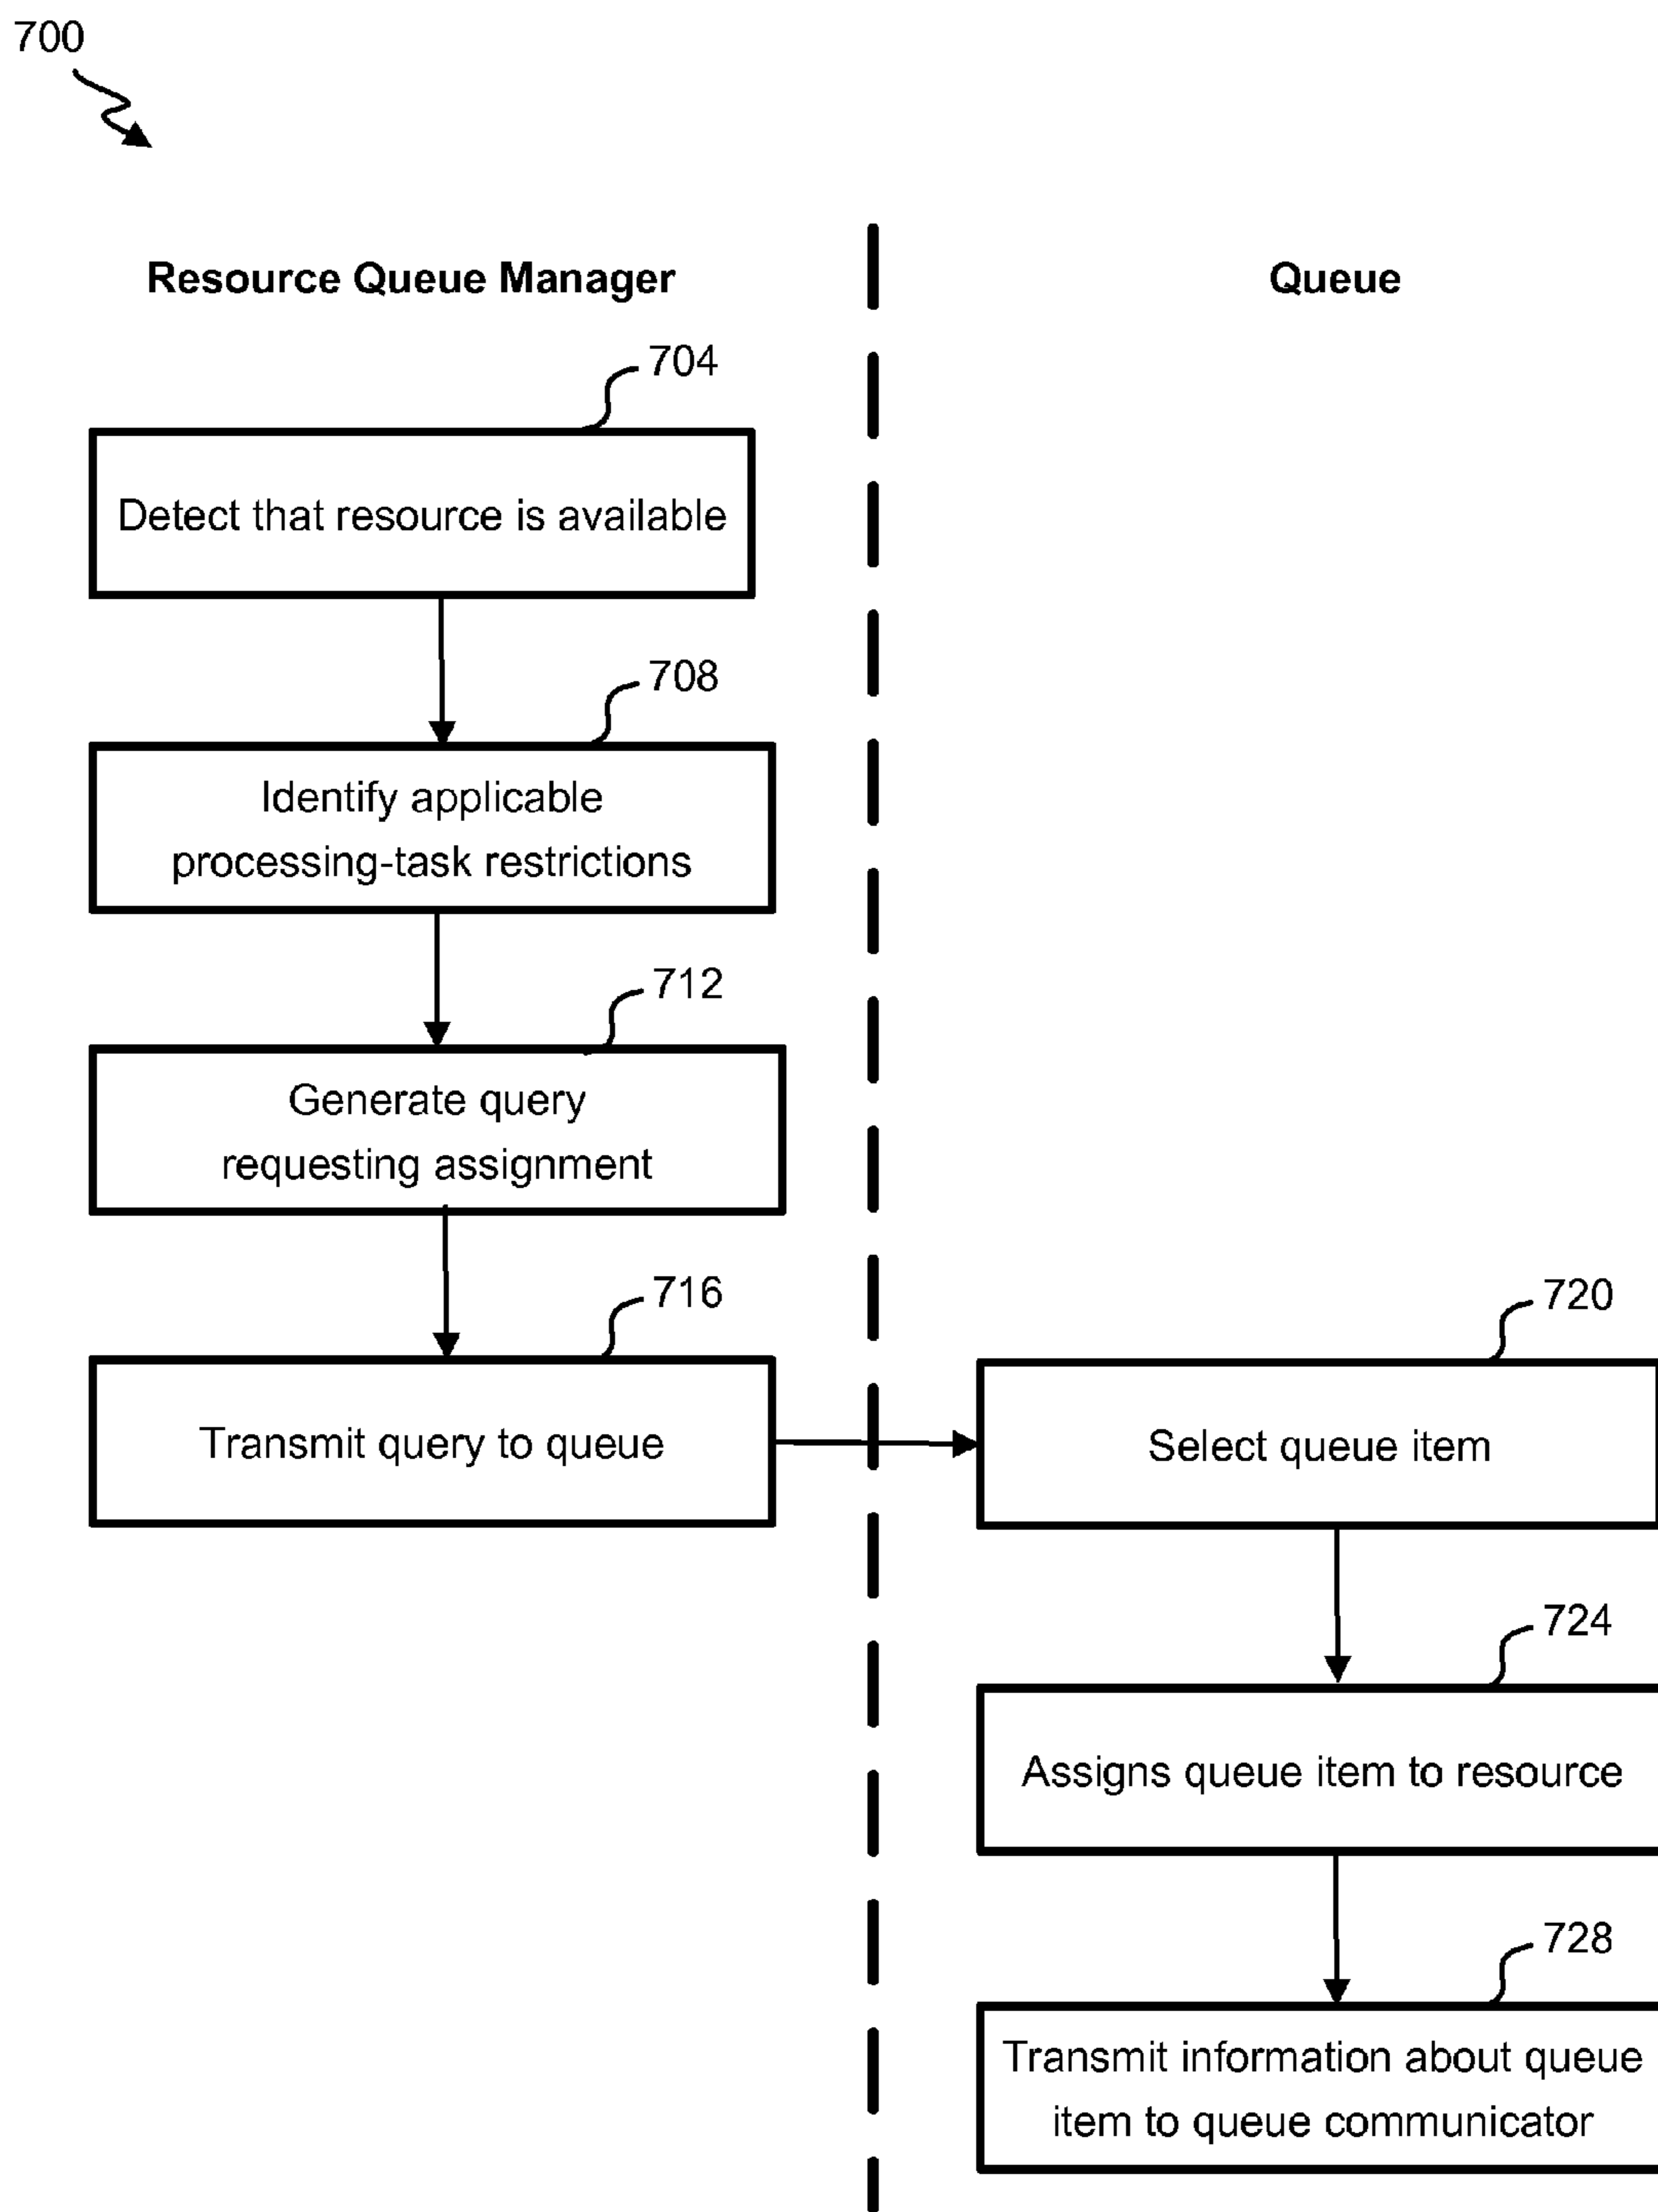 700
Resource Queue Manager
Queue
704
Detect that resource is available
708
Identify applicable
processing-task restrictions
712
Generate query
requesting assignment
716
Transmit query to queue
720
Select queue item
724
Assigns queue item to resource
728
Transmit information about queue
item to queue communicator